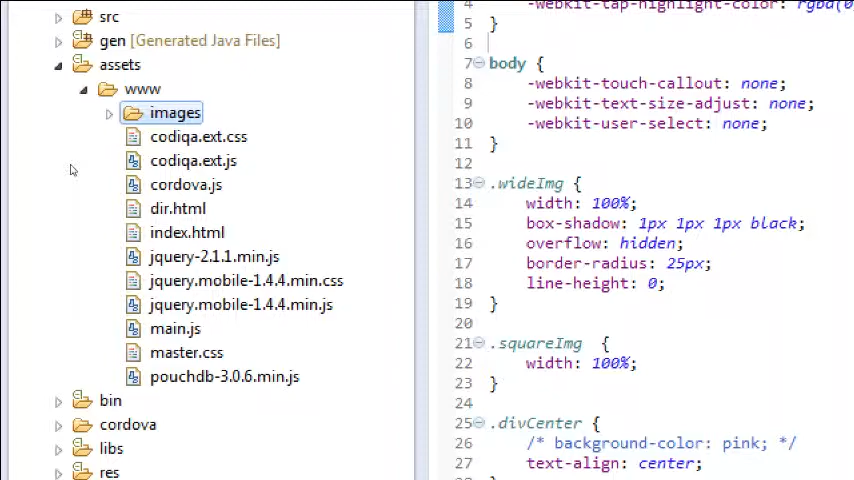 src
gen [Generated Java Files]
assets
www
images
codiqa.ext.css
codiqa.ext.js
cordova.js
dir.html
index.html
jquery-2.1.1.min.js
jquery.mobile-1.4.4.min.css
jquery.mobile-1.4.4.min.js
main.js
master.css
pouchdb-3.0.6.min.js
bin
cordova
libs
res
4 -webkit-tap-highlight-color: rgba(0
5 }
6
7 body {
8 -webkit-touch-callout: none;
9 -webkit-text-size-adjust: none;
10 -webkit-user-select: none;
11 }
12
13 .wideImg {
14 width: 100%;
15 box-shadow: 1px 1px 1px black;
16 overflow: hidden;
17 border-radius: 25px;
18 line-height: 0;
19 }
20
21 .squareImg {
22 width: 100%;
23 }
24
25 .divCenter {
26 /* background-color: pink; */
27 text-align: center;